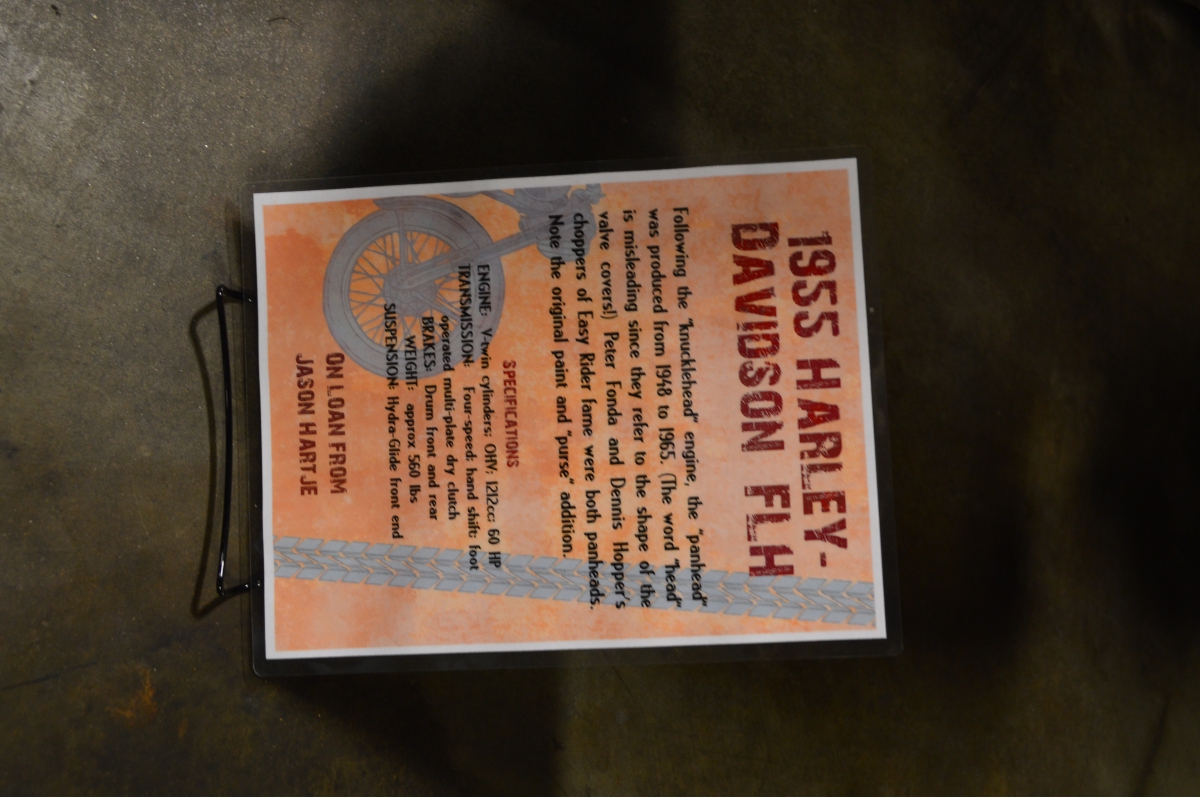 1955 HARLEY-
DAVIDSON FLH
Following the "knucklehead" engine, the "panhead"
was produced from 1948 to 1965. (The word "head"
is misleading since they refer to the shape of the
valve covers!) Peter Fonda and Dennis Hopper's
choppers of Easy Rider fame were both panheads.
Note the original paint and "purse" addition.
SPECIFICATIONS
ENGINE: V-twin cylinders; OHV; 1212cc; 60 HP
TRANSMISSION: Four-speed; hand shift; foot
operated multi-plate dry clutch
BRAKES: Drum front and rear
WEIGHT: approx 560 lbs
SUSPENSION: Hydra-Glide front end
ON LOAN FROM
JASON HARTJE